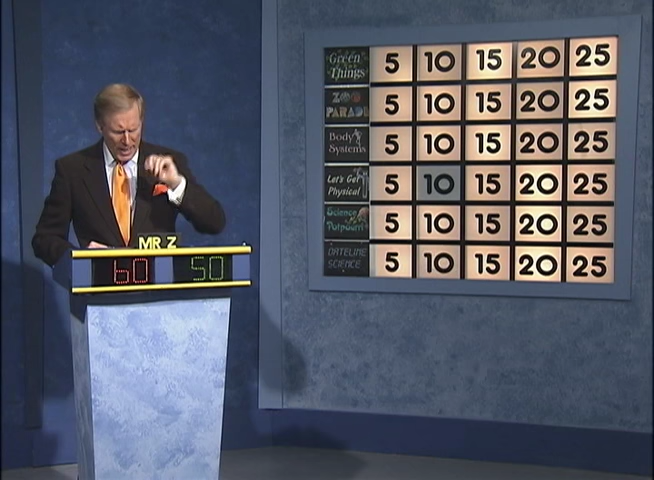 Green Things 5 10 15 20 25
ZOO PARADE 5 10 15 20 25
Body Systems 5 10 15 20 25
Let's Get Physical 5 10 15 20 25
Science Potpourri 5 10 15 20 25
DATELINE SCIENCE 5 10 15 20 25
MR Z
60 50